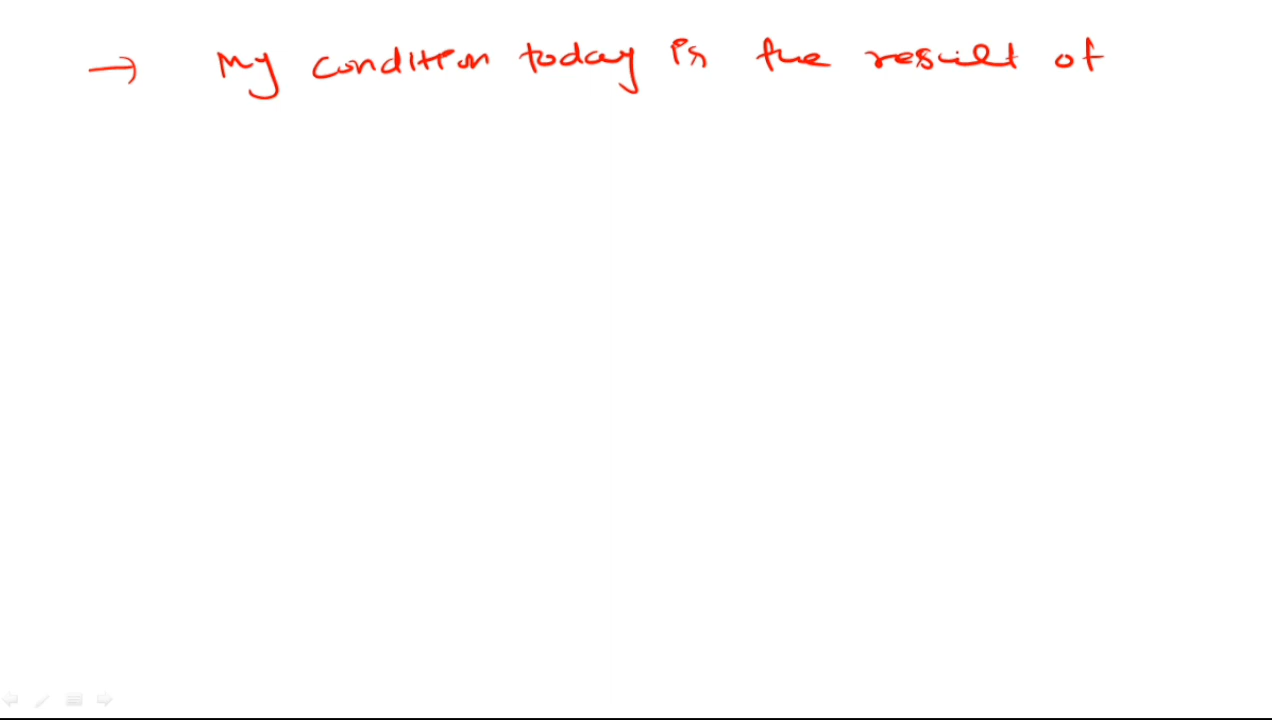 → My condition today is the result of